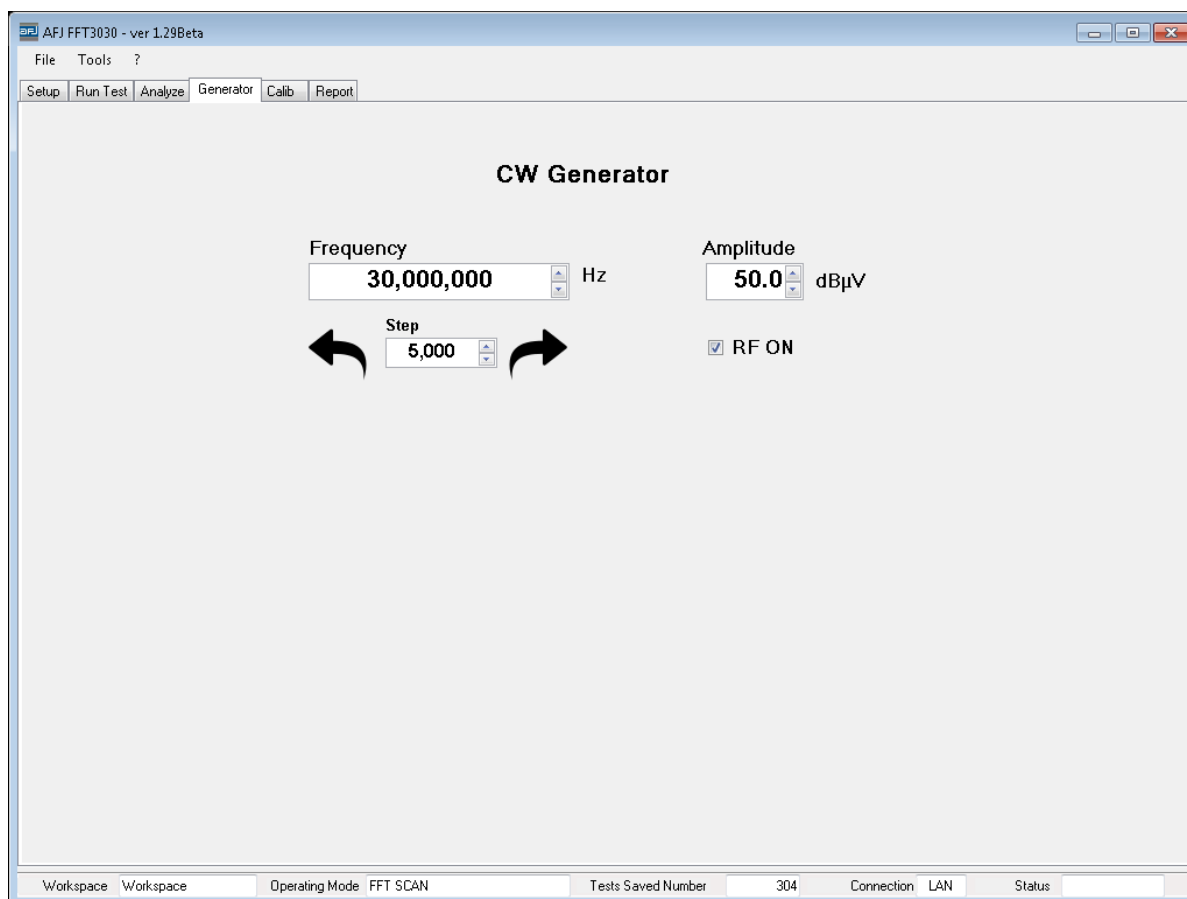 AFJ FFT3030 - ver 1.29Beta
File Tools ?
Setup Run Test Analyze Generator Calib Report
CW Generator
Frequency Amplitude
30,000,000 Hz 50.0 dBµV
Step
5,000 RF ON
Workspace Workspace Operating Mode FFT SCAN Tests Saved Number 304 Connection LAN Status